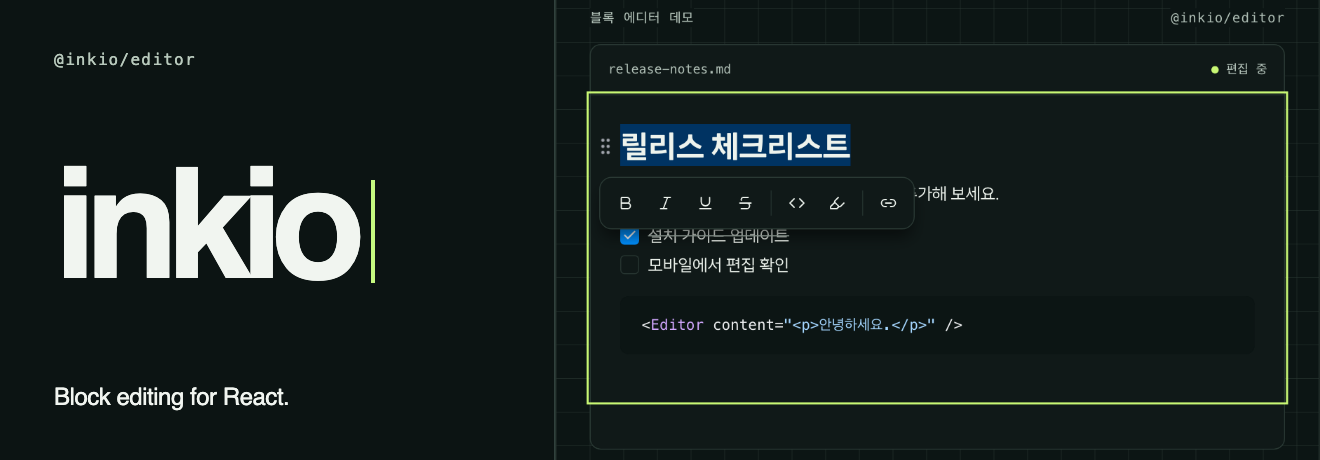 @inkio/editor
inkio
Block editing for React.
블록 에디터 데모
@inkio/editor
release-notes.md
편집 중
릴리스 체크리스트
가해 보세요.
B I U S
설치 가이드 업데이트
모바일에서 편집 확인
<Editor content="<p>안녕하세요.</p>" />